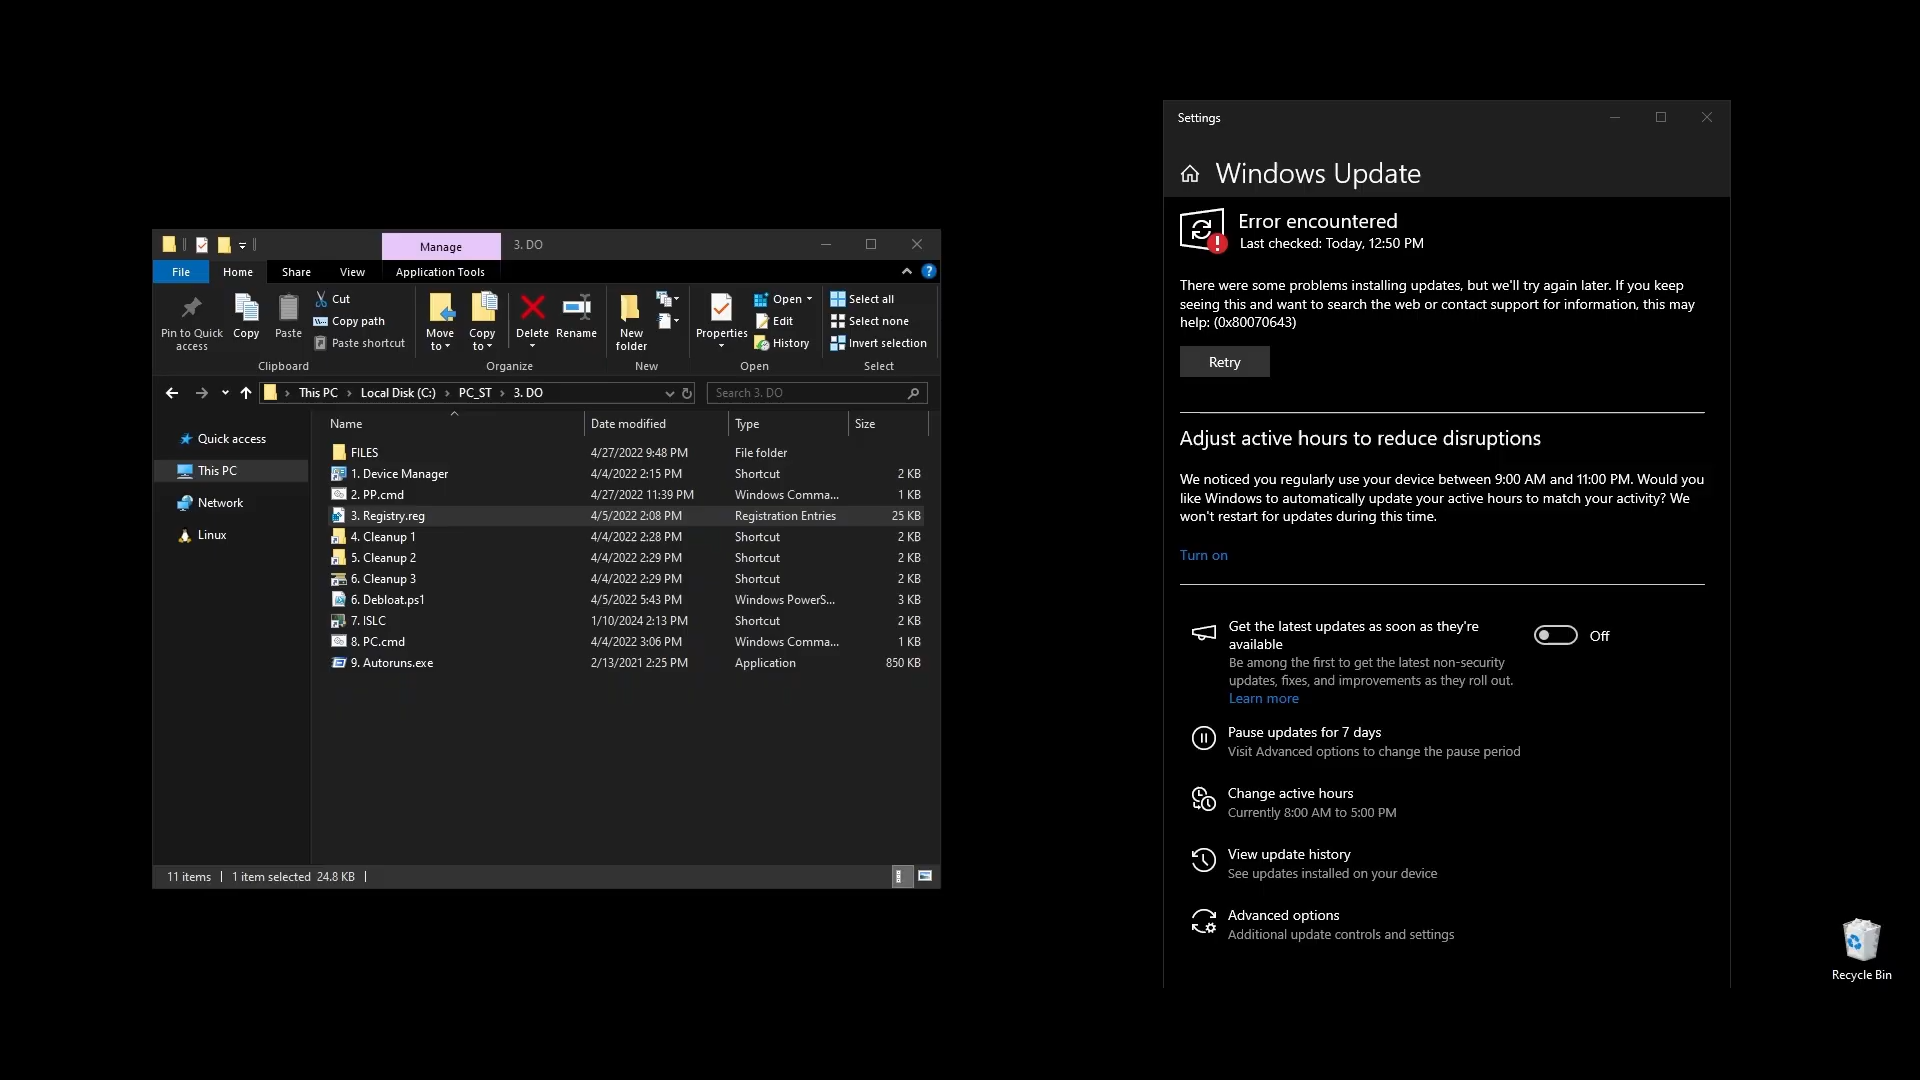 Manage
3. DO
File
Home
Share
View
Application Tools
Pin to Quick
access
Copy
Paste
Cut
Copy path
Paste shortcut
Clipboard
Move
to
Copy
to
Delete
Rename
Organize
New
folder
New
Properties
Open
Edit
History
Open
Select all
Select none
Invert selection
Select
This PC
Local Disk (C:)
PC_ST
3. DO
Search 3. DO
Quick access
This PC
Network
Linux
Name Date modified Type Size
FILES 4/27/2022 9:48 PM File folder
1. Device Manager 4/4/2022 2:15 PM Shortcut 2 KB
2. PP.cmd 4/27/2022 11:39 PM Windows Comma... 1 KB
3. Registry.reg 4/5/2022 2:08 PM Registration Entries 25 KB
4. Cleanup 1 4/4/2022 2:28 PM Shortcut 2 KB
5. Cleanup 2 4/4/2022 2:29 PM Shortcut 2 KB
6. Cleanup 3 4/4/2022 2:29 PM Shortcut 2 KB
6. Debloat.ps1 4/5/2022 5:43 PM Windows PowerS... 3 KB
7. ISLC 1/10/2024 2:13 PM Shortcut 2 KB
8. PC.cmd 4/4/2022 3:06 PM Windows Comma... 1 KB
9. Autoruns.exe 2/13/2021 2:25 PM Application 850 KB
11 items 1 item selected 24.8 KB
Settings
Windows Update
Error encountered
Last checked: Today, 12:50 PM
There were some problems installing updates, but we'll try again later. If you keep
seeing this and want to search the web or contact support for information, this may
help: (0x80070643)
Retry
Adjust active hours to reduce disruptions
We noticed you regularly use your device between 9:00 AM and 11:00 PM. Would you
like Windows to automatically update your active hours to match your activity? We
won't restart for updates during this time.
Turn on
Get the latest updates as soon as they're
available
Off
Be among the first to get the latest non-security
updates, fixes, and improvements as they roll out.
Learn more
Pause updates for 7 days
Visit Advanced options to change the pause period
Change active hours
Currently 8:00 AM to 5:00 PM
View update history
See updates installed on your device
Advanced options
Additional update controls and settings
Recycle Bin